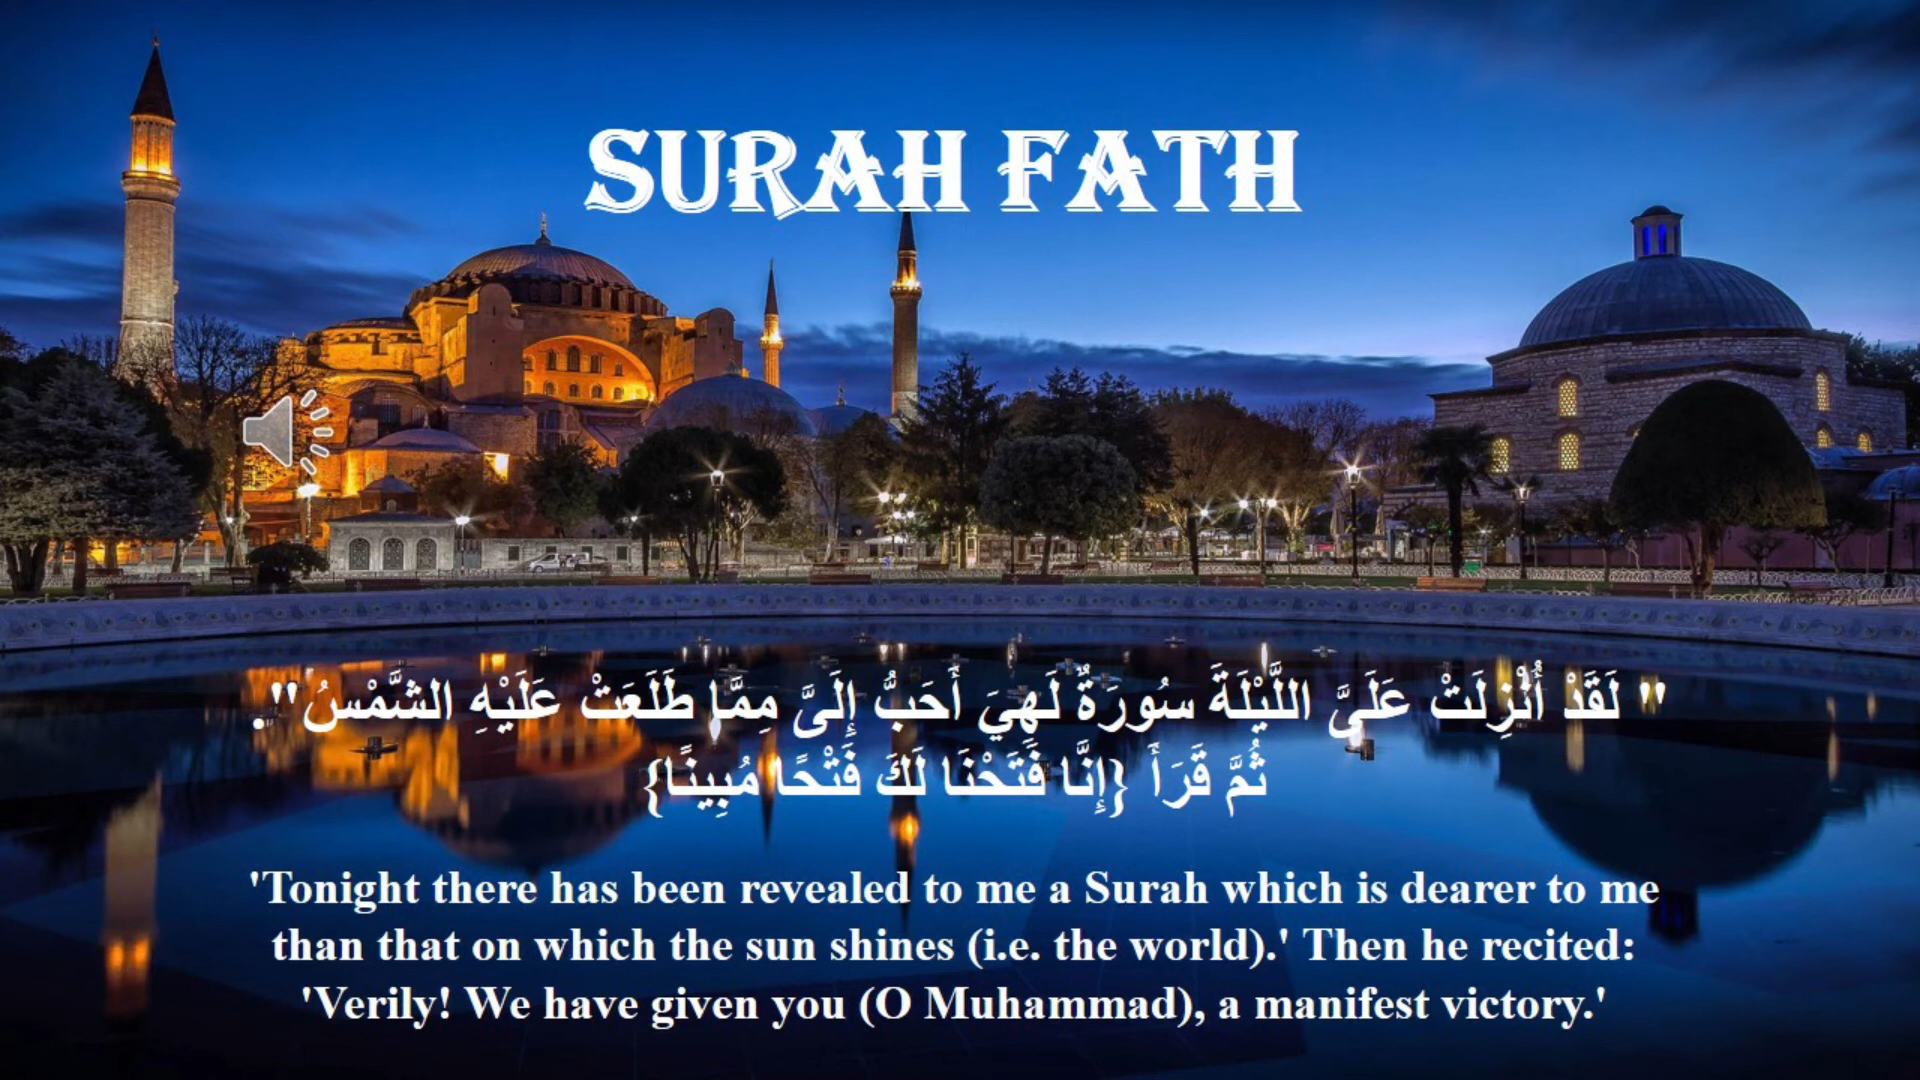 SURAH FATH
" لَقَدْ أُنْزِلَتْ عَلَىَّ اللَّيْلَةَ سُورَةٌ لَهِيَ أَحَبُّ إِلَىَّ مِمَّا طَلَعَتْ عَلَيْهِ الشَّمْسُ ".
ثُمَّ قَرَأَ {إِنَّا فَتَحْنَا لَكَ فَتْحًا مُبِينًا}
'Tonight there has been revealed to me a Surah which is dearer to me
than that on which the sun shines (i.e. the world).' Then he recited:
'Verily! We have given you (O Muhammad), a manifest victory.'